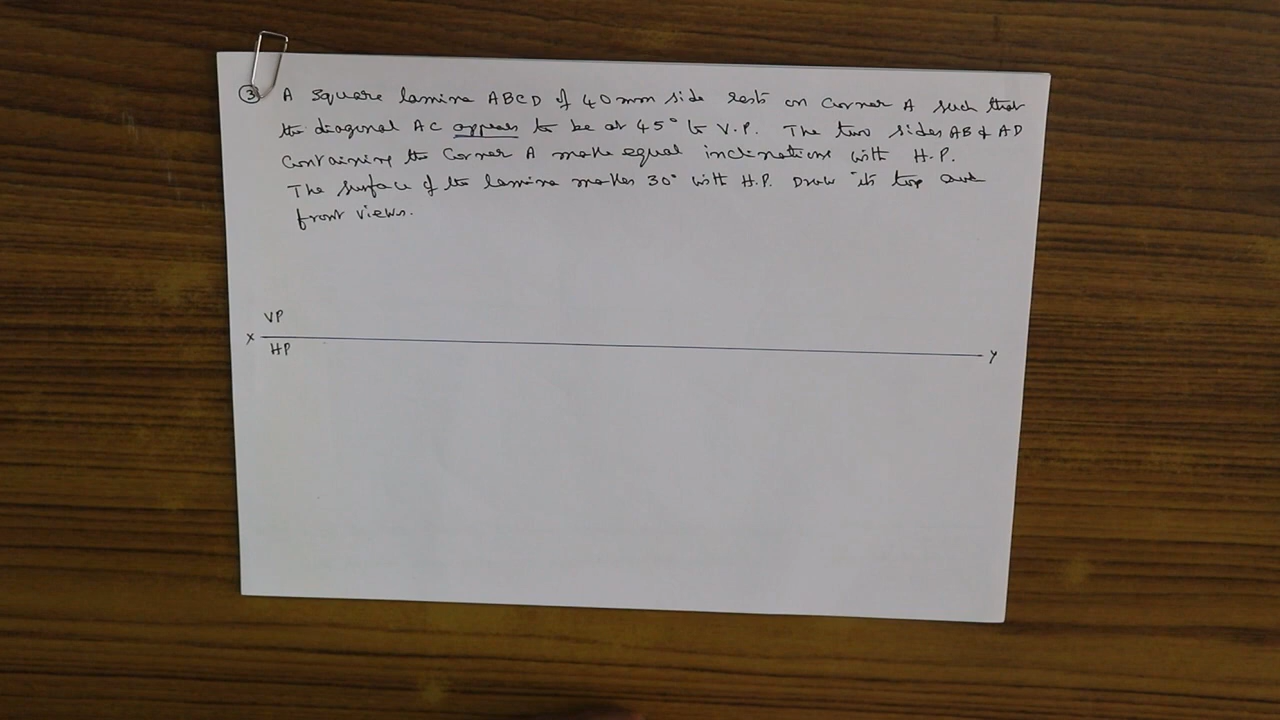 ③ A Square lamina ABCD of 40mm side rests on Corner A such that
the diagonal AC appears to be at 45° to V.P. The two sides AB & AD
Containing the Corner A make equal inclinations with H.P.
The surface of the lamina makes 30° with H.P. Draw its top and
front views.
VP
X Y
HP